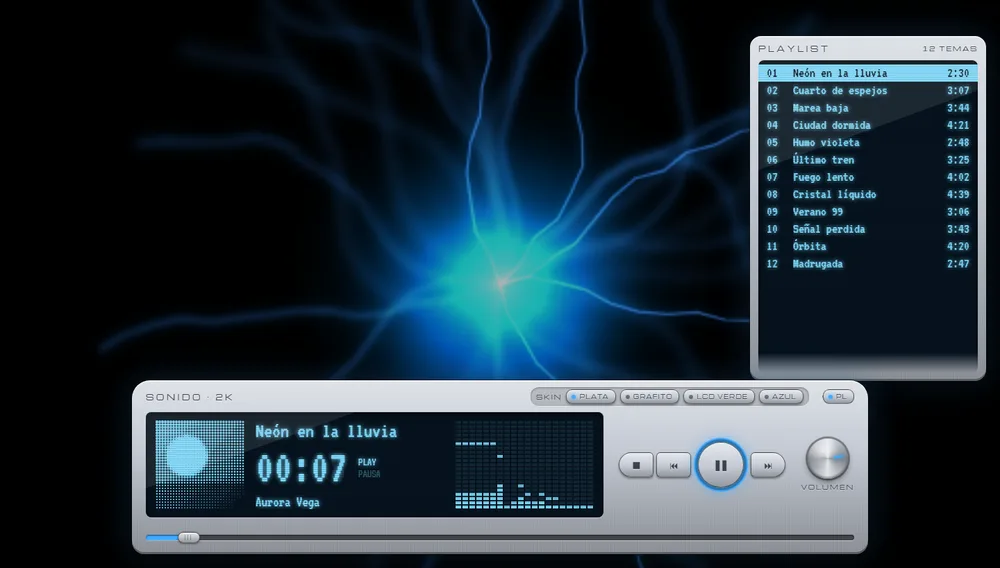 PLAYLIST 12 TEMAS
01 Neón en la lluvia 2:30
02 Cuarto de espejos 3:07
03 Marea baja 3:44
04 Ciudad dormida 4:21
05 Humo violeta 2:48
06 Último tren 3:25
07 Fuego lento 4:02
08 Cristal líquido 4:39
09 Verano 99 3:06
10 Señal perdida 3:43
11 Órbita 4:20
12 Madrugada 2:47
SONIDO · 2K
SKIN PLATA GRAFITO LCD VERDE AZUL PL
Neón en la lluvia
00:07 PLAY
PAUSA
Aurora Vega
VOLUMEN